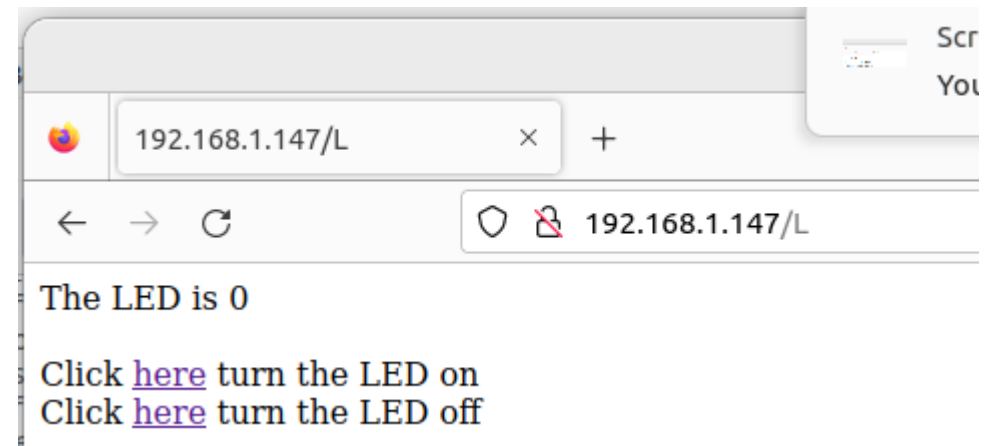 Scr
You
192.168.1.147/L
192.168.1.147/L
The LED is 0
Click here turn the LED on
Click here turn the LED off